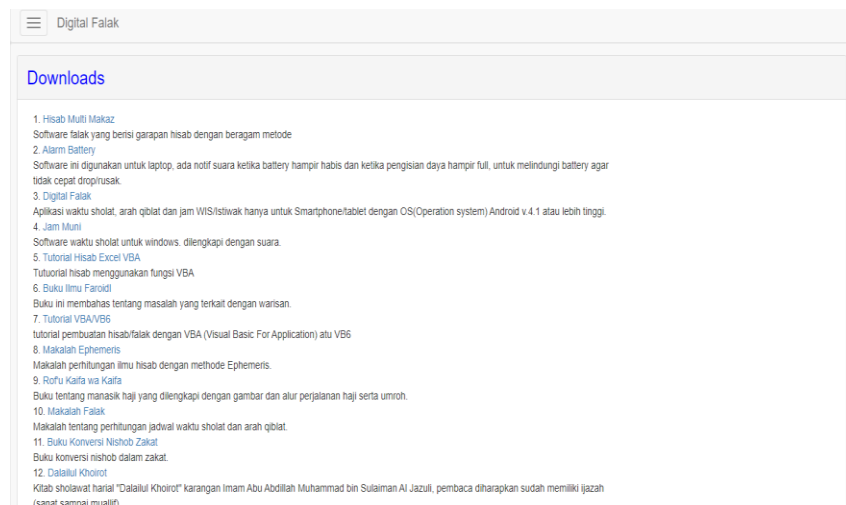 Digital Falak
Downloads
1. Hisab Multi Makaz
Software falak yang berisi garapan hisab dengan beragam metode
2. Alarm Battery
Software ini digunakan untuk laptop, ada notif suara ketika battery hampir habis dan ketika pengisian daya hampir full, untuk melindungi battery agar
tidak cepat drop/rusak.
3. Digital Falak
Aplikasi waktu sholat, arah qiblat dan jam WIS/Istiwak hanya untuk Smartphone/tablet dengan OS(Operation system) Android v.4.1 atau lebih tinggi.
4. Jam Muni
Software waktu sholat untuk windows. dilengkapi dengan suara.
5. Tutorial Hisab Excel VBA
Tutuorial hisab menggunakan fungsi VBA
6. Buku Ilmu Faroidl
Buku ini membahas tentang masalah yang terkait dengan warisan.
7. Tutorial VBA/VB6
tutorial pembuatan hisab/falak dengan VBA (Visual Basic For Application) atu VB6
8. Makalah Ephemeris
Makalah perhitungan ilmu hisab dengan methode Ephemeris.
9. Rof'u Kaifa wa Kaifa
Buku tentang manasik haji yang dilengkapi dengan gambar dan alur perjalanan haji serta umroh.
10. Makalah Falak
Makalah tentang perhitungan jadwal waktu sholat dan arah qiblat.
11. Buku Konversi Nishob Zakat
Buku konversi nishob dalam zakat.
12. Dalailul Khoirot
Kitab sholawat harial "Dalailul Khoirot" karangan Imam Abu Abdillah Muhammad bin Sulaiman Al Jazuli, pembaca diharapkan sudah memiliki ijazah
(sanat sampai muallif)